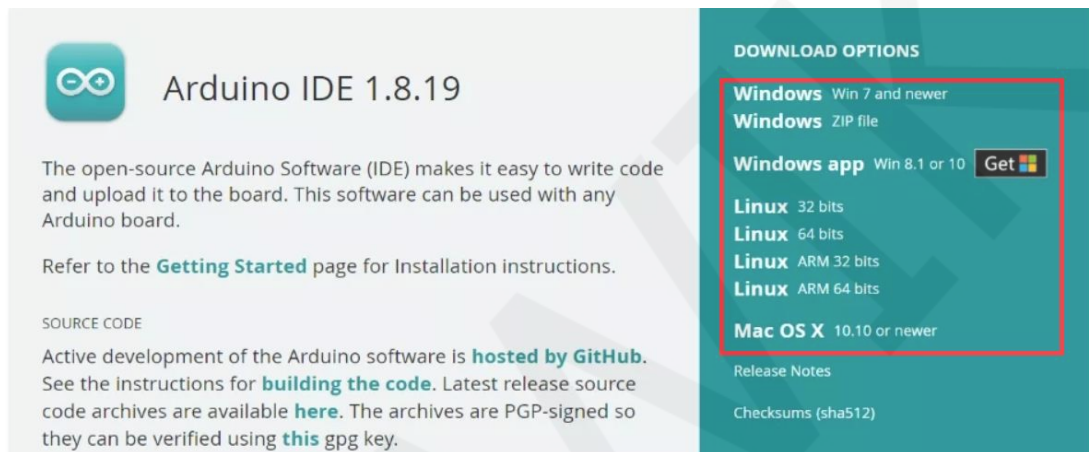 Arduino IDE 1.8.19
The open-source Arduino Software (IDE) makes it easy to write code
and upload it to the board. This software can be used with any
Arduino board.
Refer to the Getting Started page for Installation instructions.
SOURCE CODE
Active development of the Arduino software is hosted by GitHub.
See the instructions for building the code. Latest release source
code archives are available here. The archives are PGP-signed so
they can be verified using this gpg key.
DOWNLOAD OPTIONS
Windows Win 7 and newer
Windows ZIP file
Windows app Win 8.1 or 10 Get
Linux 32 bits
Linux 64 bits
Linux ARM 32 bits
Linux ARM 64 bits
Mac OS X 10.10 or newer
Release Notes
Checksums (sha512)